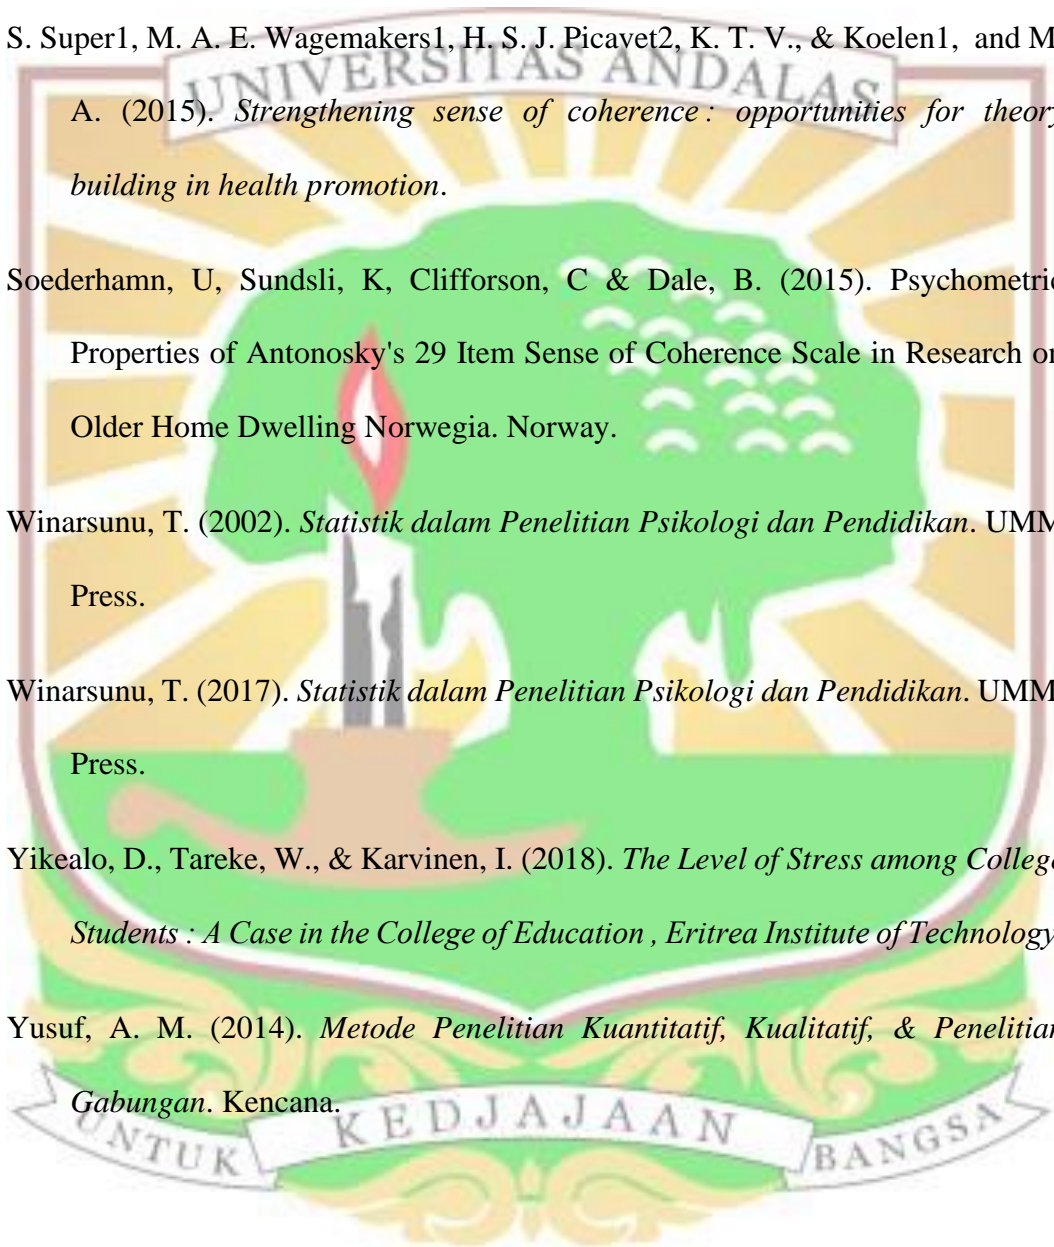 S. Super1, M. A. E. Wagemakers1, H. S. J. Picavet2, K. T. V., & Koelen1, and M
UNIVERSITAS ANDALAS
A. (2015). Strengthening sense of coherence : opportunities for theory
building in health promotion.
Soederhamn, U, Sundsli, K, Clifforson, C & Dale, B. (2015). Psychometric
Properties of Antonosky's 29 Item Sense of Coherence Scale in Research on
Older Home Dwelling Norwegia. Norway.
Winarsunu, T. (2002). Statistik dalam Penelitian Psikologi dan Pendidikan. UMM
Press.
Winarsunu, T. (2017). Statistik dalam Penelitian Psikologi dan Pendidikan. UMM
Press.
Yikealo, D., Tareke, W., & Karvinen, I. (2018). The Level of Stress among College
Students : A Case in the College of Education , Eritrea Institute of Technology
Yusuf, A. M. (2014). Metode Penelitian Kuantitatif, Kualitatif, & Penelitian
Gabungan. Kencana.
UNTUK KEDJAJAAN BANGSA